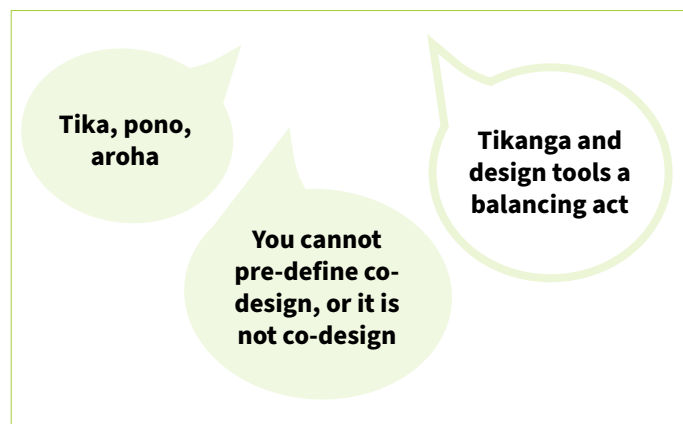 Tika, pono,
aroha
You cannot
pre-define co-
design, or it is
not co-design
Tikanga and
design tools a
balancing act